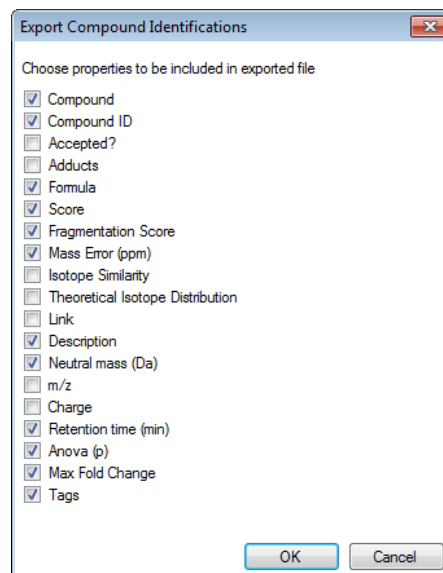 Export Compound Identifications
Choose properties to be included in exported file
Compound
Compound ID
Accepted?
Adducts
Formula
Score
Fragmentation Score
Mass Error (ppm)
Isotope Similarity
Theoretical Isotope Distribution
Link
Description
Neutral mass (Da)
m/z
Charge
Retention time (min)
Anova (p)
Max Fold Change
Tags
OK Cancel